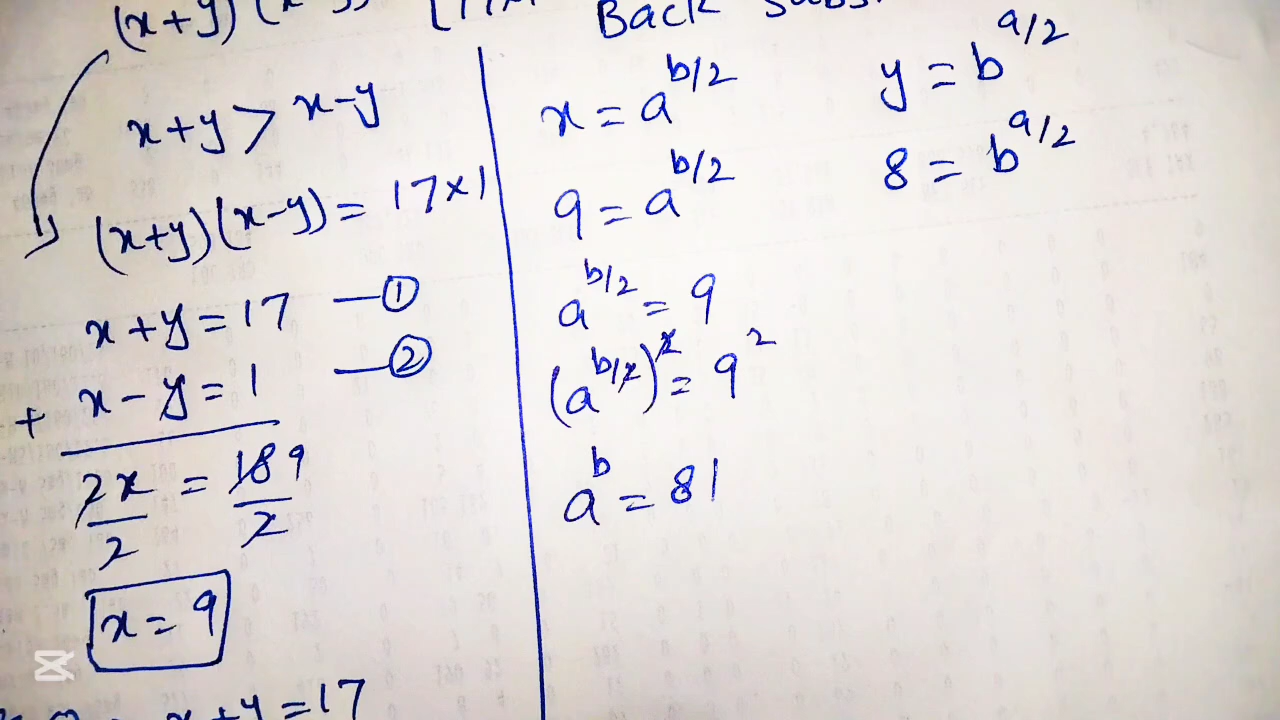 x+y > x-y
(x+y)(x-y) = 17×1
x+y = 17 —①
+ x-y = 1 —②
2x/2 = 18/2 9
x = 9
x+y = 17
Back
x = a^(b/2)
y = b^(a/2)
9 = a^(b/2)
8 = b^(a/2)
a^(b/2) = 9
(a^(b/2))^2 = 9^2
a^b = 81